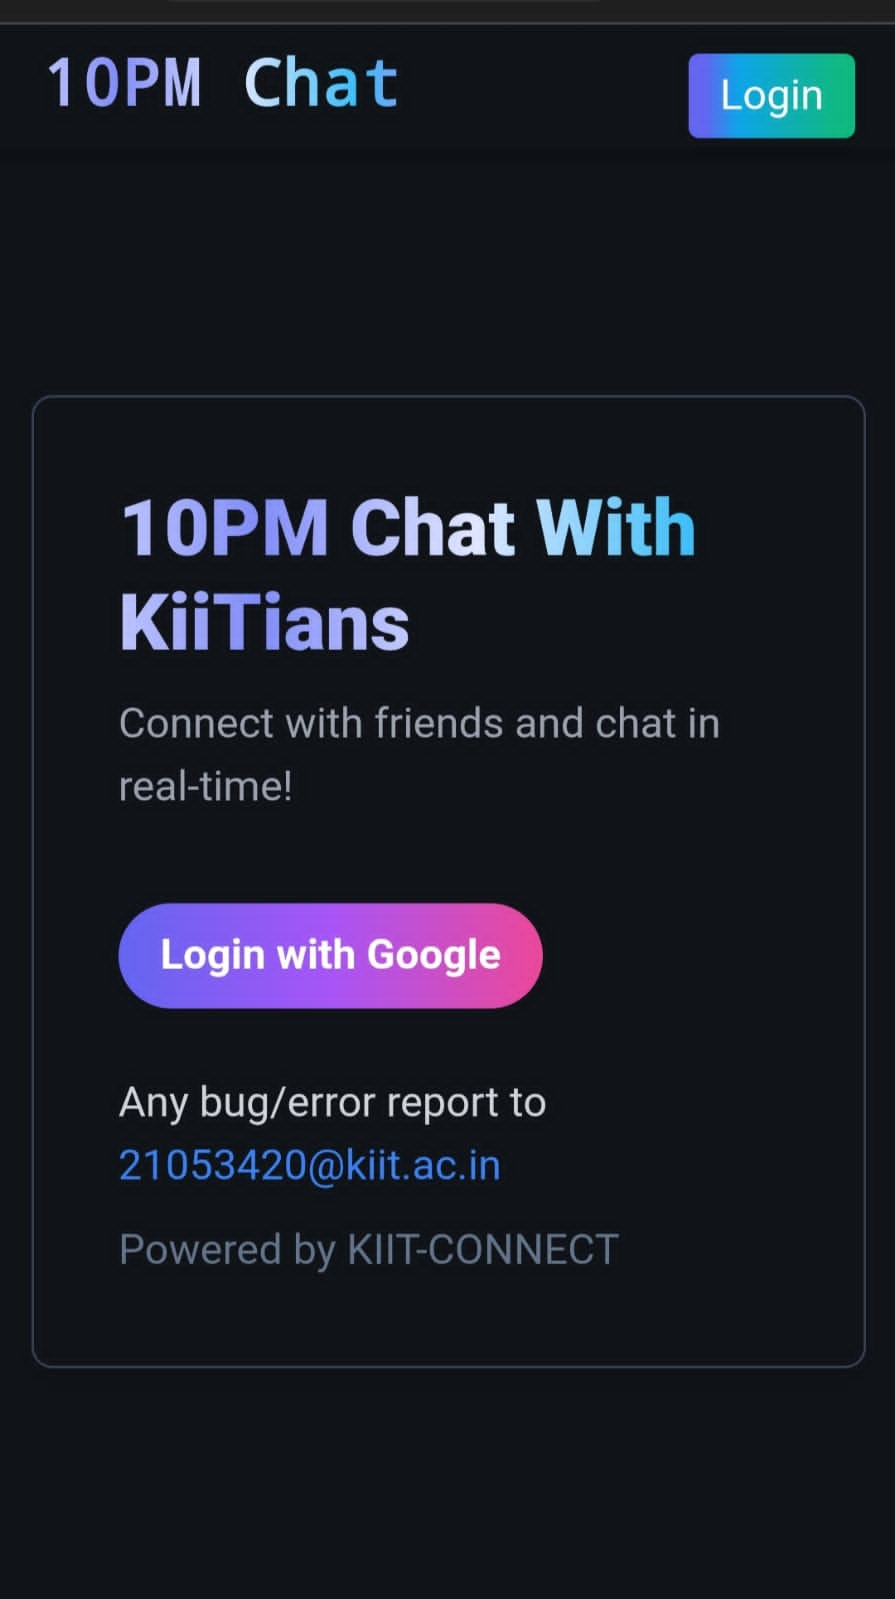 10PM Chat
Login
10PM Chat With
KiiTians
Connect with friends and chat in
real-time!
Login with Google
Any bug/error report to
21053420@kiit.ac.in
Powered by KIIT-CONNECT